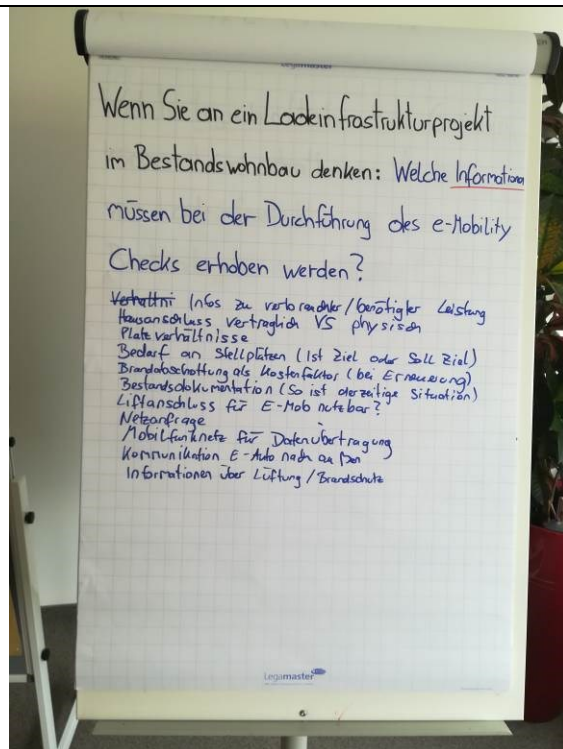 Legamaster
Wenn Sie an ein Ladeinfrastrukturprojekt
im Bestandswohnbau denken: Welche Informationen
müssen bei der Durchführung des e-Mobility
Checks erhoben werden?
Verhältni Infos zu vorhandener/benötigter Leistung
Hausanschluss vertraglich VS physisch
Platzverhältnisse
Bedarf an Stellplätzen (Ist Ziel oder Soll Ziel)
Brandabschottung als Kostenfaktor (bei Erneuerung)
Bestandsdokumentation (So ist derzeitige Situation)
Liftanschluss für E-Mob nutzbar?
Netzanfrage
Mobilfunknetz für Datenübertragung
Kommunikation E-Auto nach außen
Informationen über Lüftung / Brandschutz
Legamaster